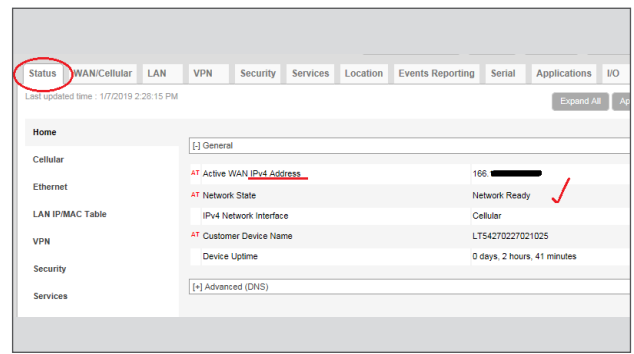 Status WAN/Cellular LAN VPN Security Services Location Events Reporting Serial Applications I/O
Last updated time : 1/7/2019 2:28:15 PM
Expand All Ap
Home
[-] General
Cellular
AT Active WAN IPv4 Address 166.
Ethernet
AT Network State Network Ready
LAN IP/MAC Table
IPv4 Network Interface Cellular
AT Customer Device Name LT54270227021025
VPN
Device Uptime 0 days, 2 hours, 41 minutes
Security
[+] Advanced (DNS)
Services